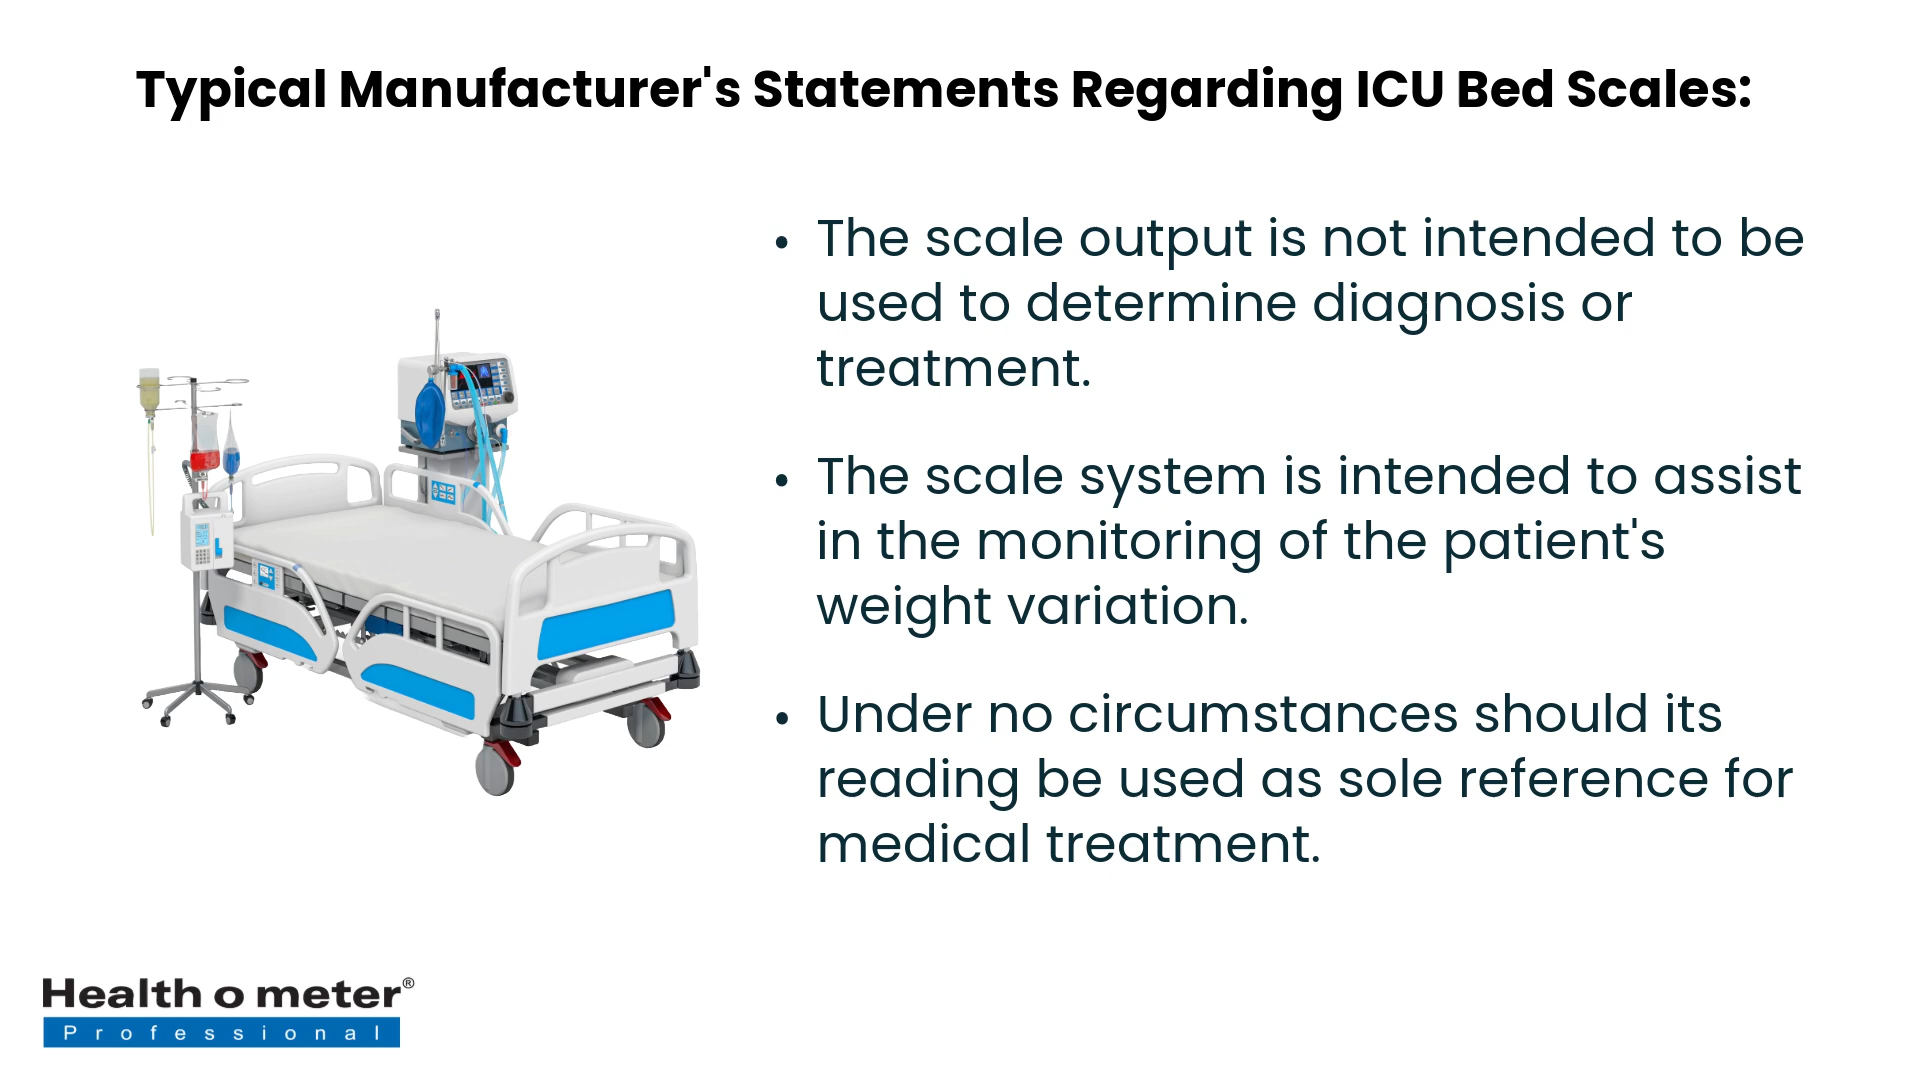 Typical Manufacturer's Statements Regarding ICU Bed Scales:
• The scale output is not intended to be
used to determine diagnosis or
treatment.
• The scale system is intended to assist
in the monitoring of the patient's
weight variation.
• Under no circumstances should its
reading be used as sole reference for
medical treatment.
Health o meter®
Professional